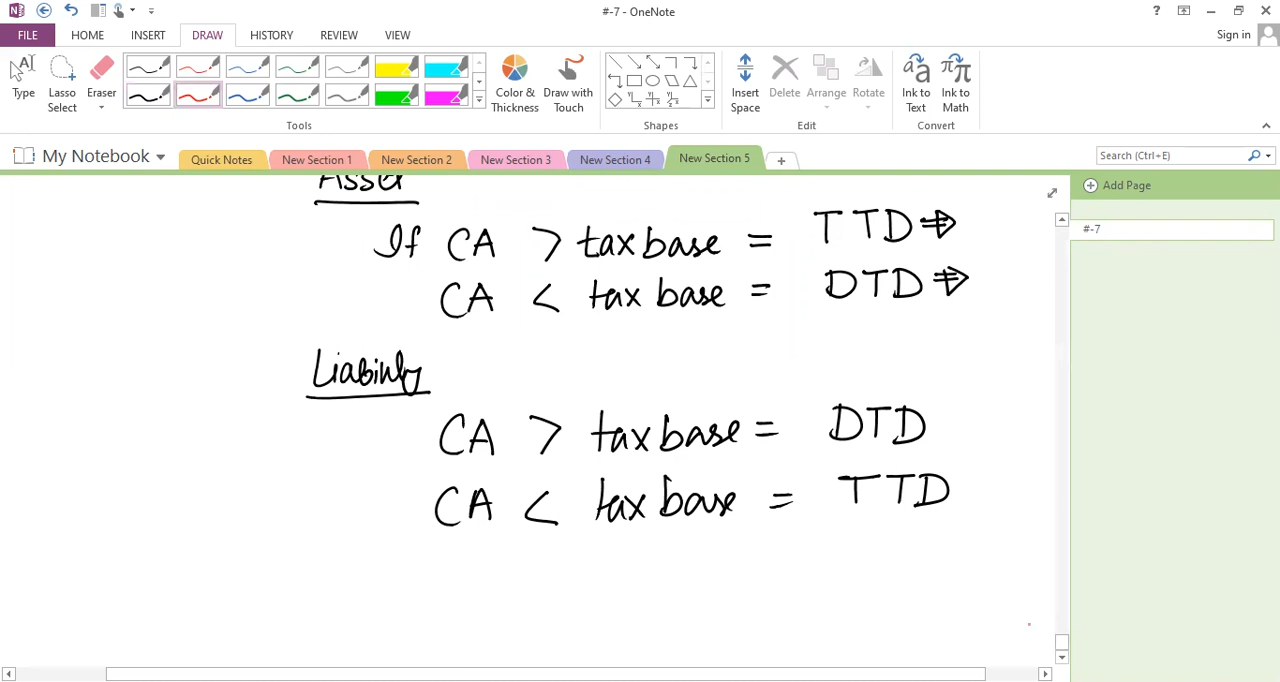 #-7 - OneNote
?
Sign in
FILE HOME INSERT DRAW HISTORY REVIEW VIEW
Type
Lasso Select
Eraser
Color & Thickness
Draw with Touch
Insert Space
Delete
Arrange
Rotate
Ink to Text
Ink to Math
Tools
Shapes
Edit
Convert
My Notebook
Quick Notes
New Section 1
New Section 2
New Section 3
New Section 4
New Section 5
Search (Ctrl+E)
Add Page
#-7
Asset
If CA > tax base = TTD ⇒
CA < tax base = DTD ⇒
Liability
CA > tax base = DTD
CA < tax base = TTD